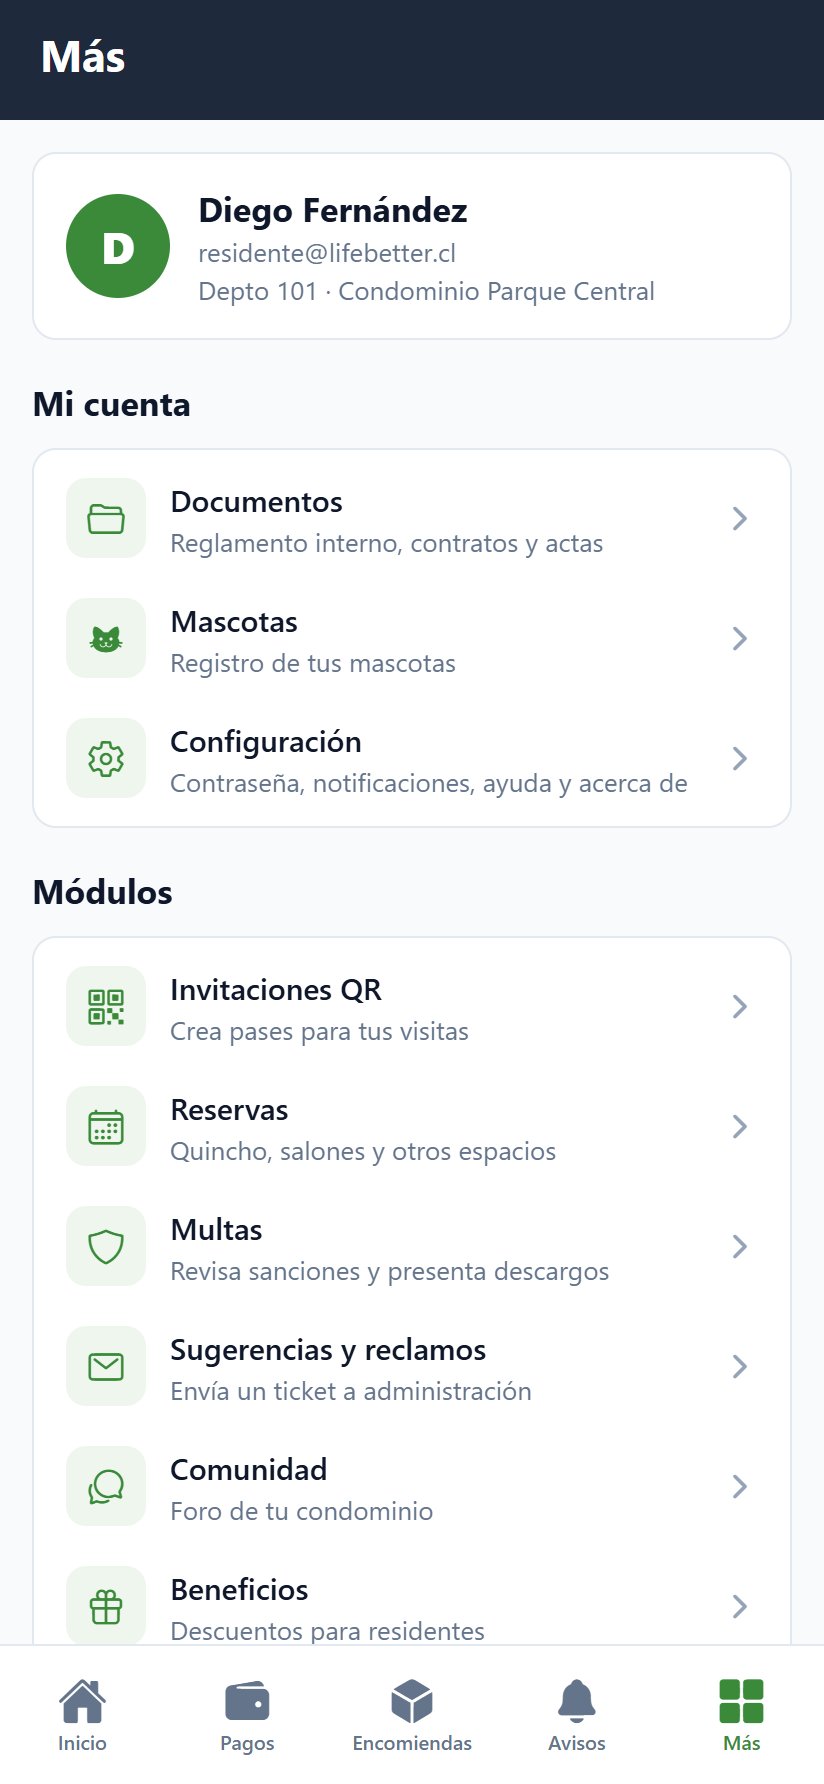 Más
D
Diego Fernández
residente@lifebetter.cl
Depto 101 · Condominio Parque Central
Mi cuenta
Documentos
Reglamento interno, contratos y actas
Mascotas
Registro de tus mascotas
Configuración
Contraseña, notificaciones, ayuda y acerca de
Módulos
Invitaciones QR
Crea pases para tus visitas
Reservas
Quincho, salones y otros espacios
Multas
Revisa sanciones y presenta descargos
Sugerencias y reclamos
Envía un ticket a administración
Comunidad
Foro de tu condominio
Beneficios
Descuentos para residentes
Inicio
Pagos
Encomiendas
Avisos
Más